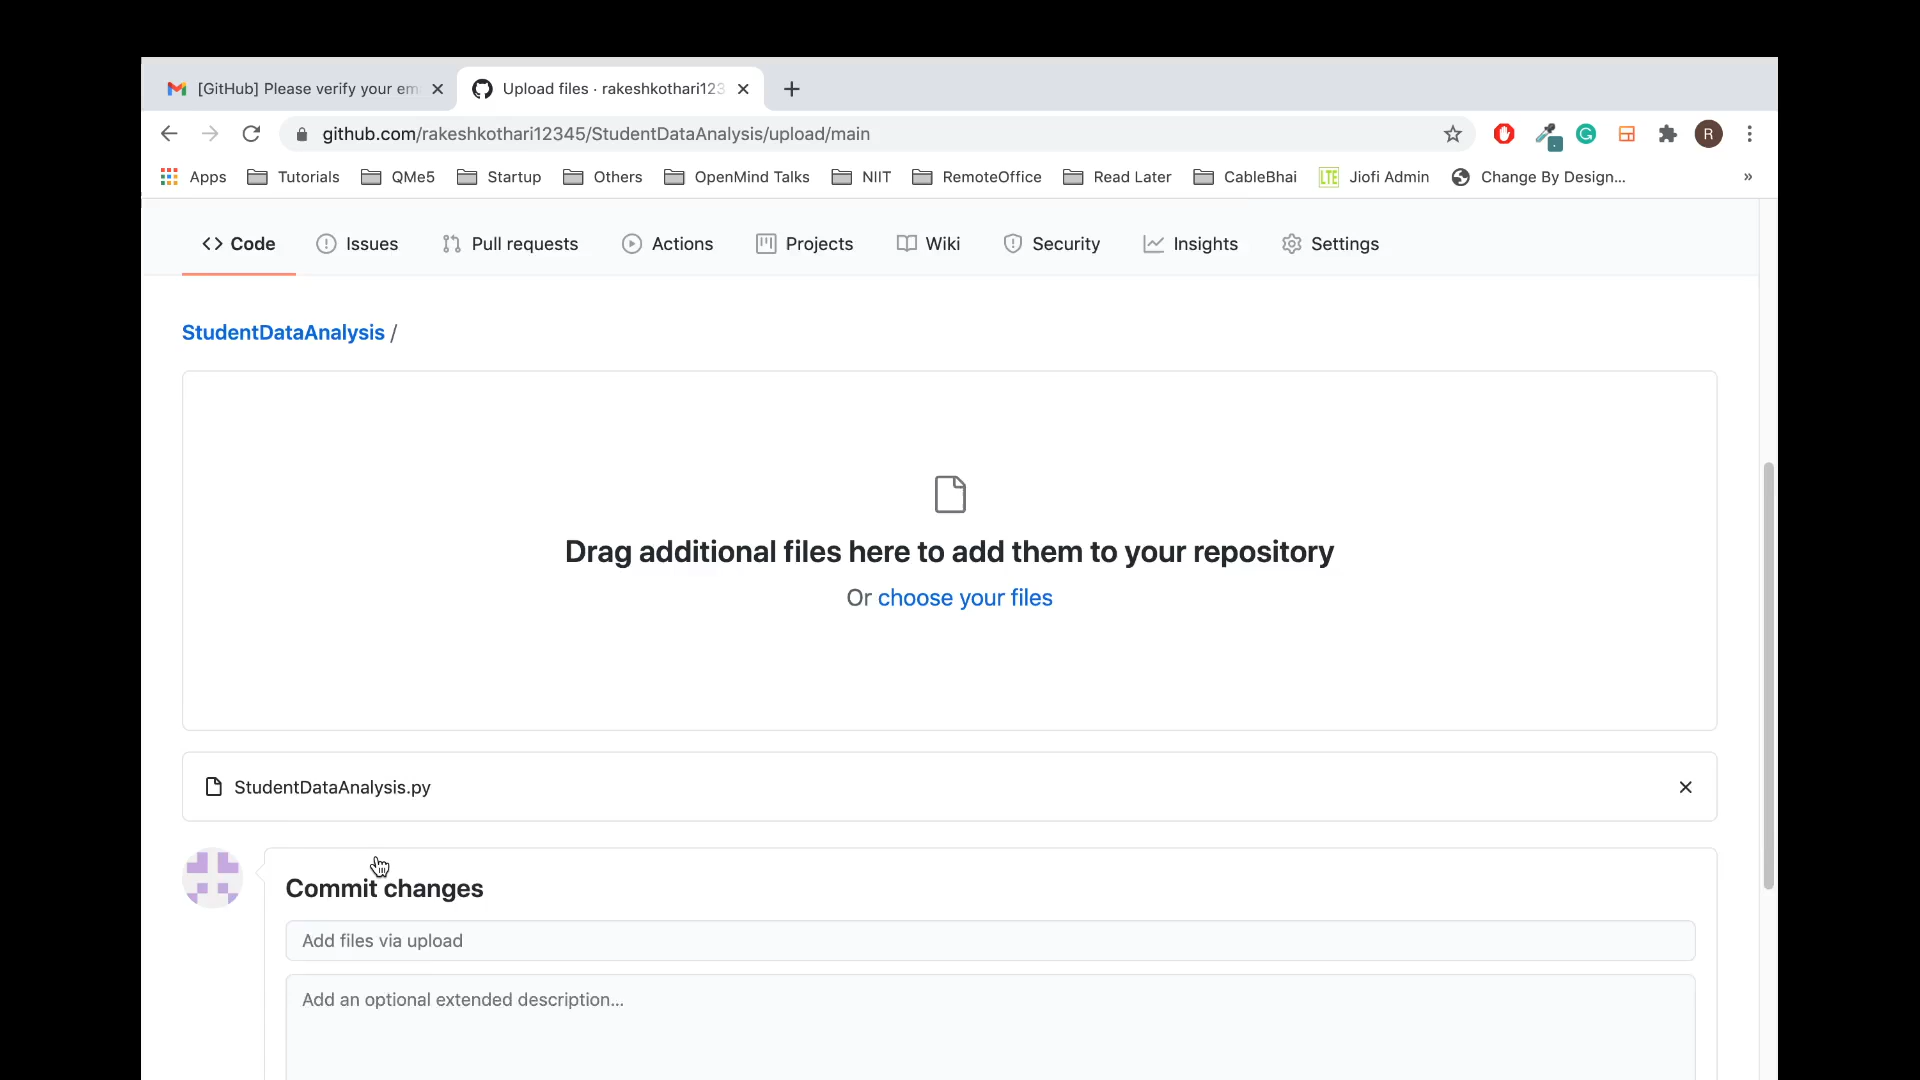 [GitHub] Please verify your em
Upload files · rakeshkothari123
github.com/rakeshkothari12345/StudentDataAnalysis/upload/main
R
Apps Tutorials QMe5 Startup Others OpenMind Talks NIIT RemoteOffice Read Later CableBhai LTE Jiofi Admin Change By Design... »
Code Issues Pull requests Actions Projects Wiki Security Insights Settings
StudentDataAnalysis /
Drag additional files here to add them to your repository
Or choose your files
StudentDataAnalysis.py
Commit changes
Add files via upload
Add an optional extended description...